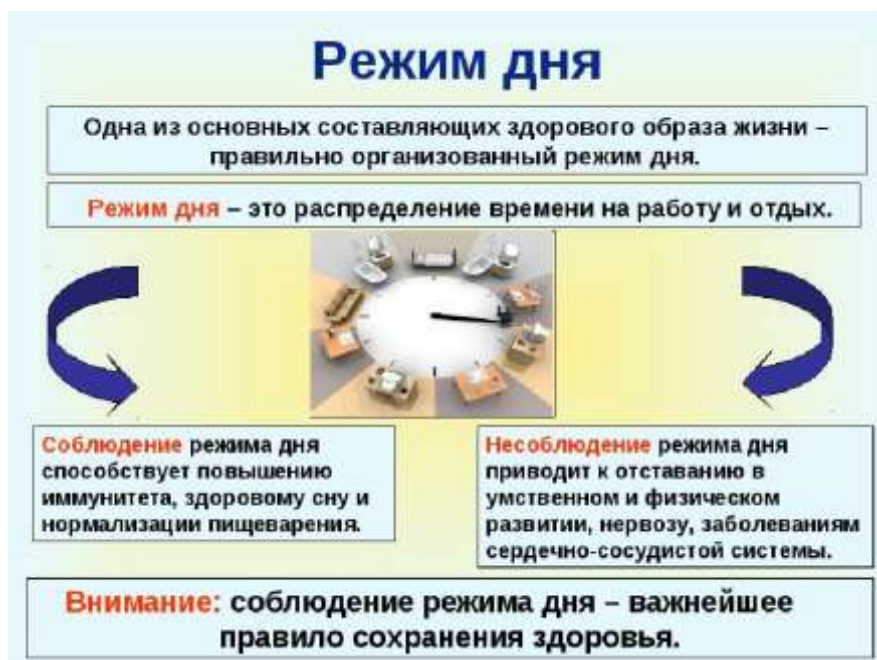 Режим дня
Одна из основных составляющих здорового образа жизни –
правильно организованный режим дня.
Режим дня – это распределение времени на работу и отдых.
Соблюдение режима дня
способствует повышению
иммунитета, здоровому сну и
нормализации пищеварения.
Несоблюдение режима дня
приводит к отставанию в
умственном и физическом
развитии, нервозу, заболеваниям
сердечно-сосудистой системы.
Внимание: соблюдение режима дня – важнейшее
правило сохранения здоровья.